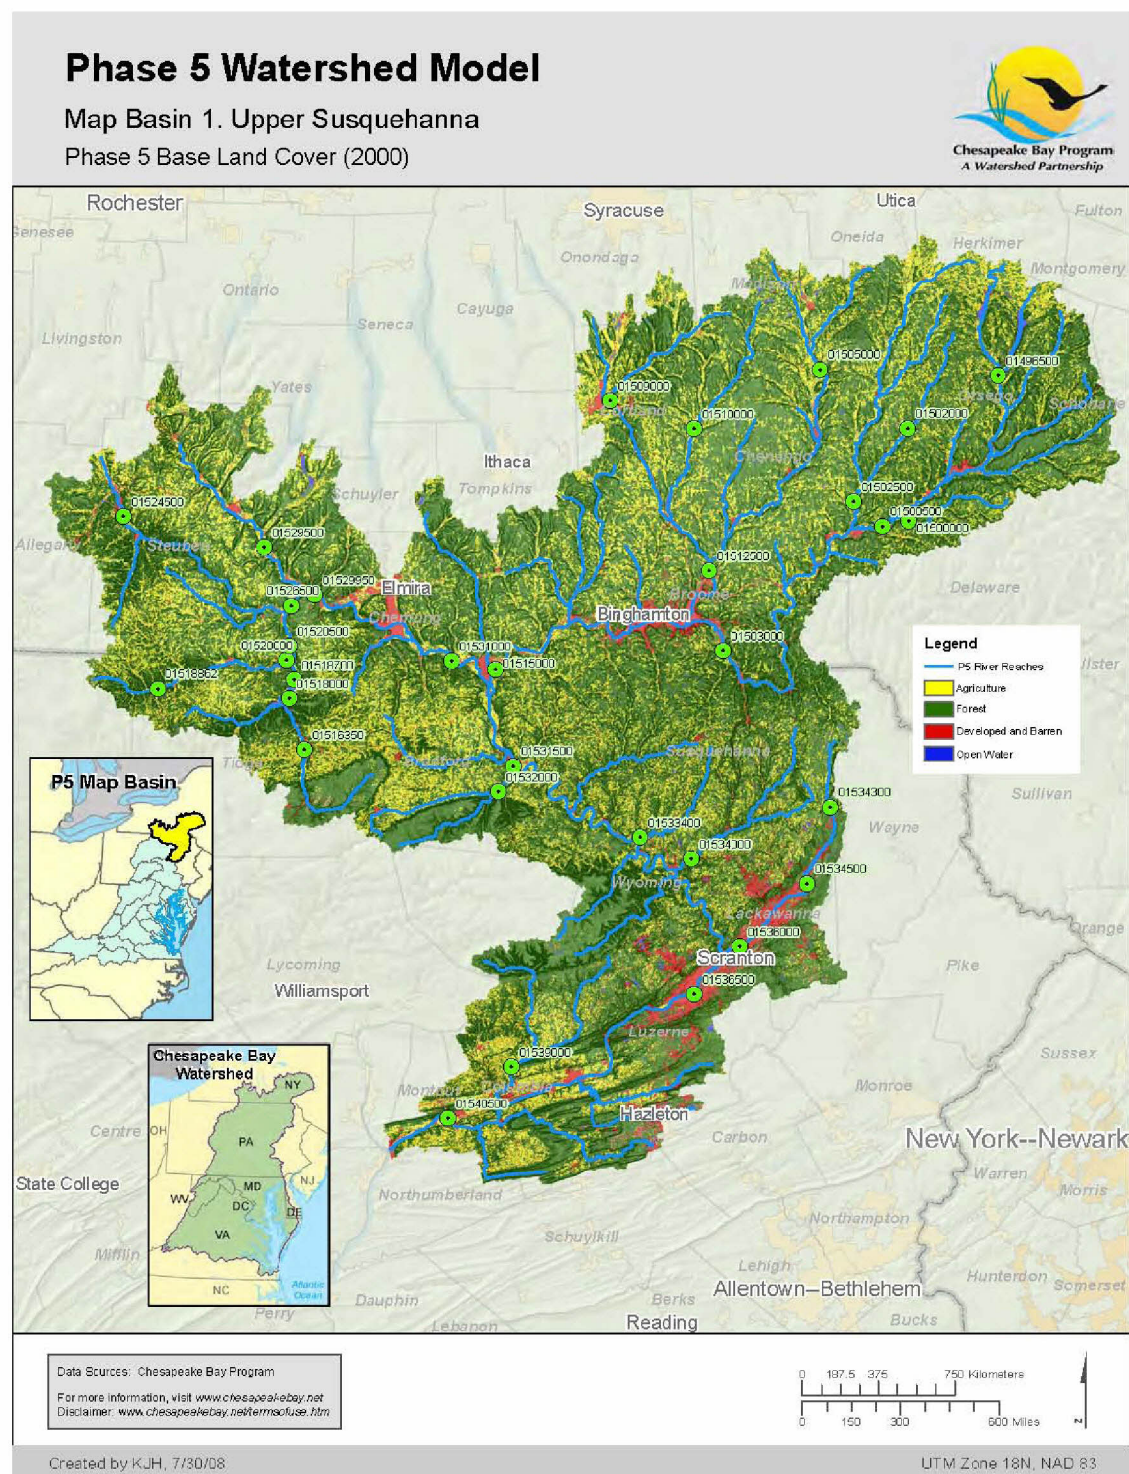 Phase 5 Watershed Model
Map Basin 1. Upper Susquehanna
Phase 5 Base Land Cover (2000)
Chesapeake Bay Program
A Watershed Partnership
Rochester
Syracuse
Utica
Fulton
Genesee
Oneida
Herkimer
Onondaga
Montgomery
Madison
Ontario
Cayuga
Seneca
Livingston
01505000
01496500
Yates
01509000
Otsego
Schoharie
Cortland
01510000
01502000
Ithaca
Chenango
Schuyler
Tompkins
01502500
01524500
01500500
01500000
Allegany
Steuben
01529500
01512500
01529950
Elmira
Delaware
01526500
Broome
Chemung
Binghamton
01520500
01520000
01531000
01503000
01518700
01515000
01518862
01518000
Ulster
Legend
P5 River Reaches
Agriculture
Forest
Developed and Barren
Open Water
01516350
Susquehanna
01531500
Tioga
Bradford
P5 Map Basin
01532000
01534300
Sullivan
01533400
Wayne
01534000
Wyoming
01534500
Lackawanna
Orange
01536000
Scranton
Lycoming
Pike
Williamsport
01536500
Luzerne
01539000
Sussex
Chesapeake Bay
Watershed
Montour
Columbia
Monroe
NY
01540500
Hazleton
Centre
OH
PA
Carbon
New York--Newark
State College
NJ
Warren
MD
WV
DC
DE
Morris
Northumberland
VA
Northampton
Schuylkill
Mifflin
Lehigh
Hunterdon
Somerset
NC
Atlantic
Ocean
Allentown--Bethlehem
Perry
Dauphin
Berks
Lebanon
Reading
Bucks
Data Sources: Chesapeake Bay Program
For more information, visit www.chesapeakebay.net
Disclaimer: www.chesapeakebay.net/termsofuse.htm
0 187.5 375 750 Kilometers
0 150 300 600 Miles
N
Created by KJH, 7/30/08
UTM Zone 18N, NAD 83